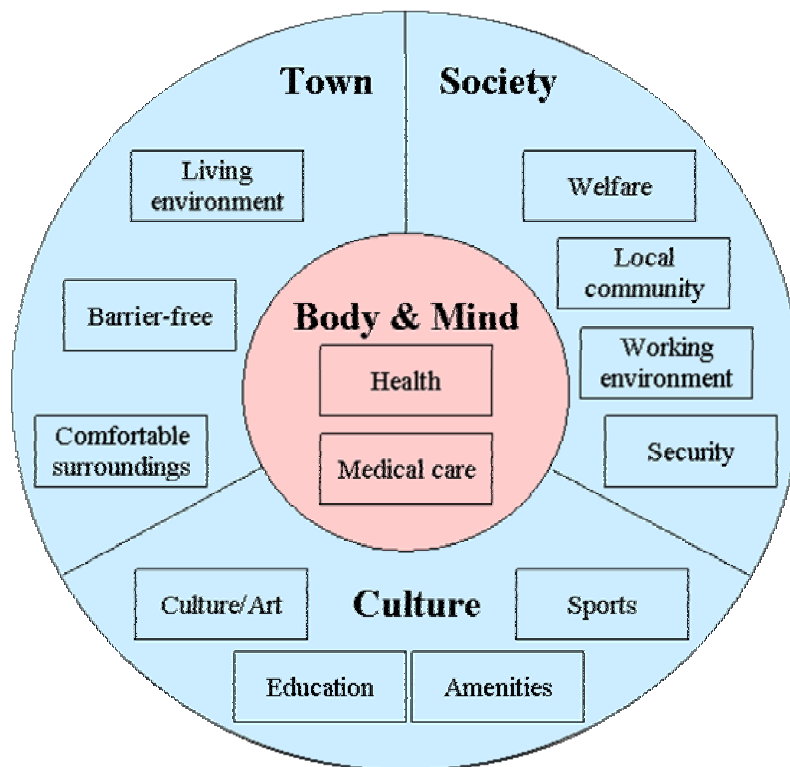 Town
Living
environment
Barrier-free
Comfortable
surroundings
Society
Welfare
Local
community
Working
environment
Security
Body & Mind
Health
Medical care
Culture
Culture/Art
Sports
Education
Amenities